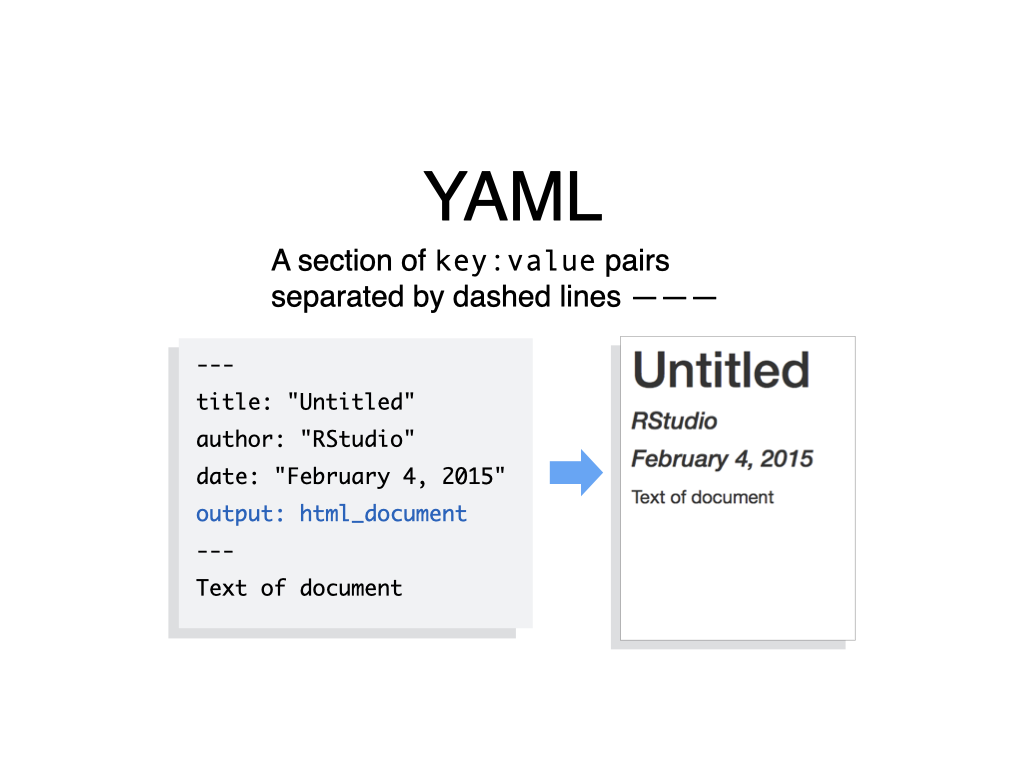 YAML
A section of key:value pairs
separated by dashed lines ———
---
title: "Untitled"
author: "RStudio"
date: "February 4, 2015"
output: html_document
---
Text of document
Untitled
RStudio
February 4, 2015
Text of document